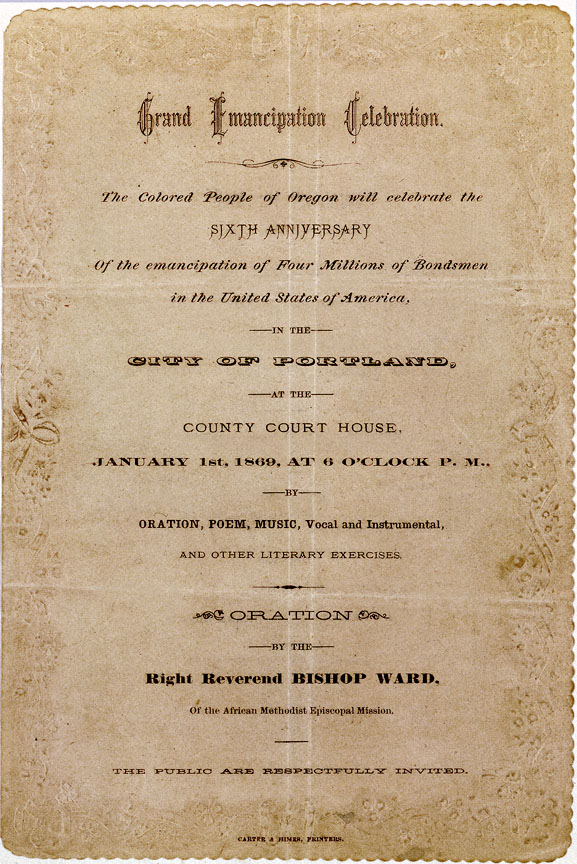 Grand Emancipation Celebration.
The Colored People of Oregon will celebrate the
SIXTH ANNIVERSARY
Of the emancipation of Four Millions of Bondsmen
in the United States of America,
—IN THE—
CITY OF PORTLAND,
—AT THE—
COUNTY COURT HOUSE,
JANUARY 1st, 1869, AT 6 O'CLOCK P. M.,
—BY—
ORATION, POEM, MUSIC, Vocal and Instrumental,
AND OTHER LITERARY EXERCISES.
ORATION
—BY THE—
Right Reverend BISHOP WARD,
Of the African Methodist Episcopal Mission.
THE PUBLIC ARE RESPECTFULLY INVITED.
CARTER & HIMES, PRINTERS.